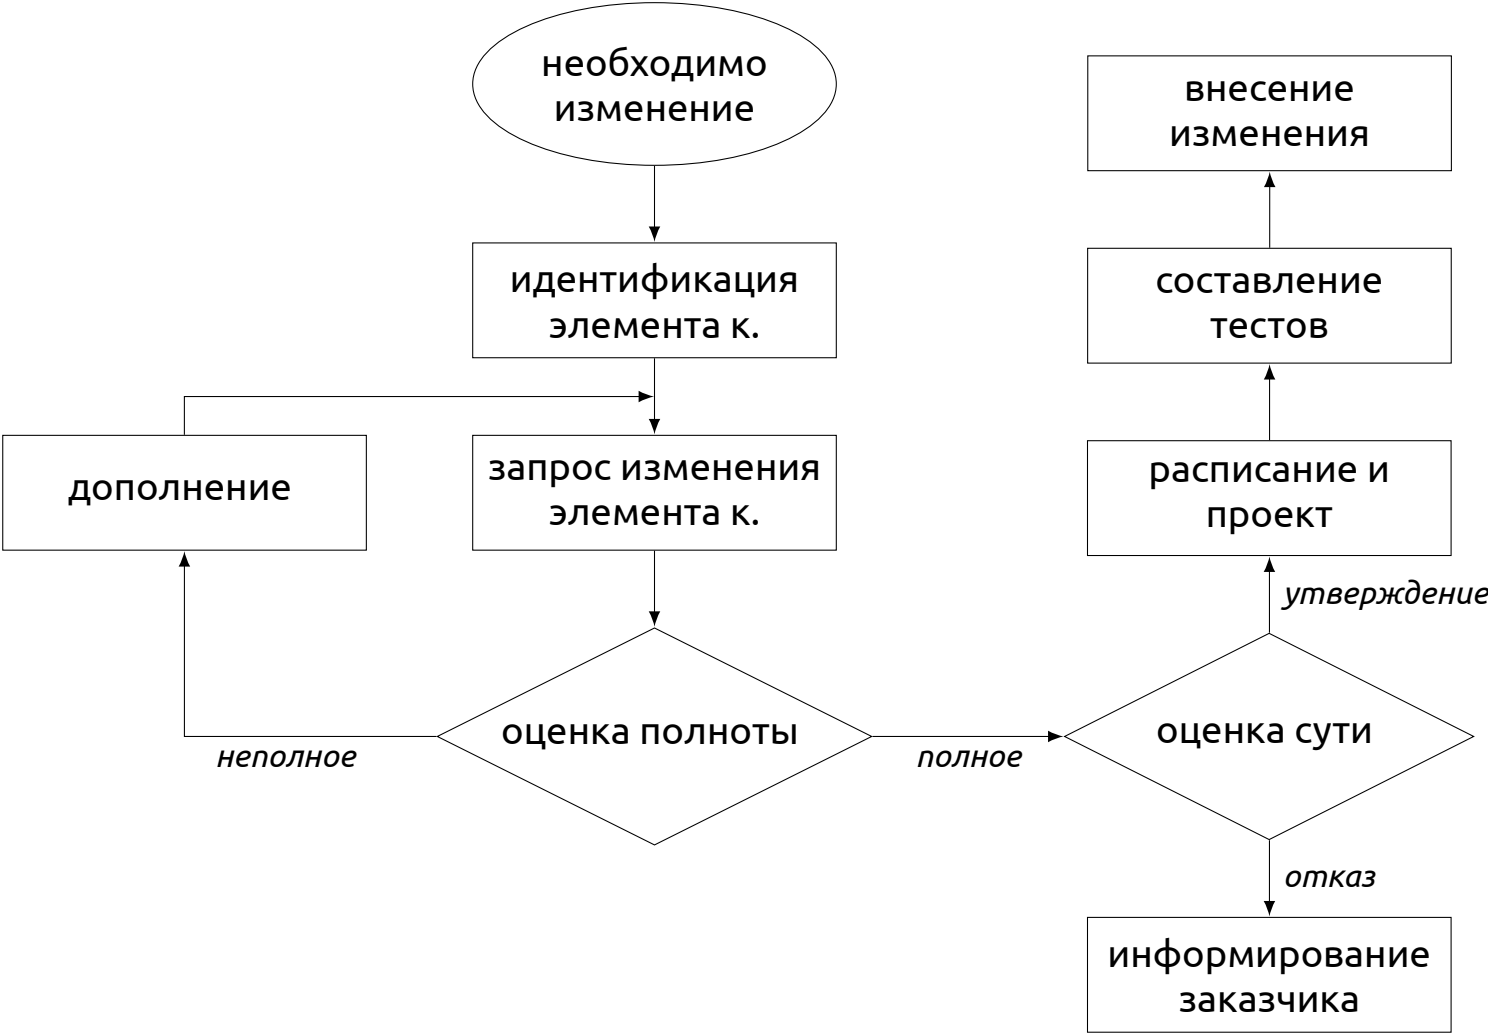 необходимо
изменение
идентификация
элемента к.
дополнение
запрос изменения
элемента к.
оценка полноты
неполное
полное
оценка сути
утверждение
расписание и
проект
составление
тестов
внесение
изменения
отказ
информирование
заказчика